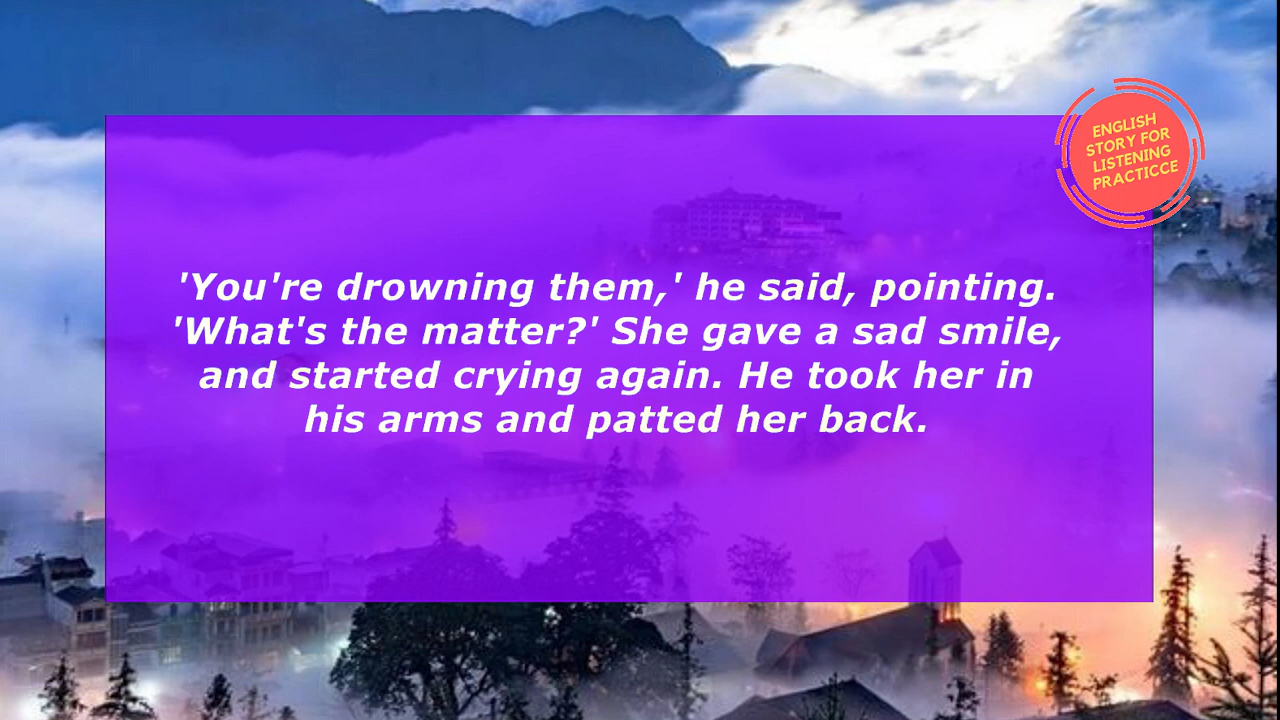 ENGLISH
STORY FOR
LISTENING
PRACTICCE
'You're drowning them,' he said, pointing.
'What's the matter?' She gave a sad smile,
and started crying again. He took her in
his arms and patted her back.